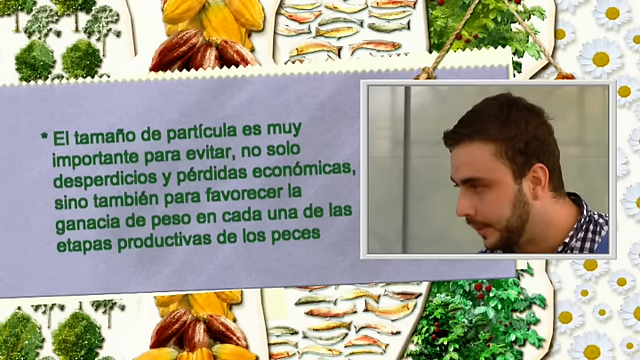 * El tamaño de partícula es muy
importante para evitar, no solo
desperdicios y pérdidas económicas,
sino también para favorecer la
ganacia de peso en cada una de las
etapas productivas de los peces